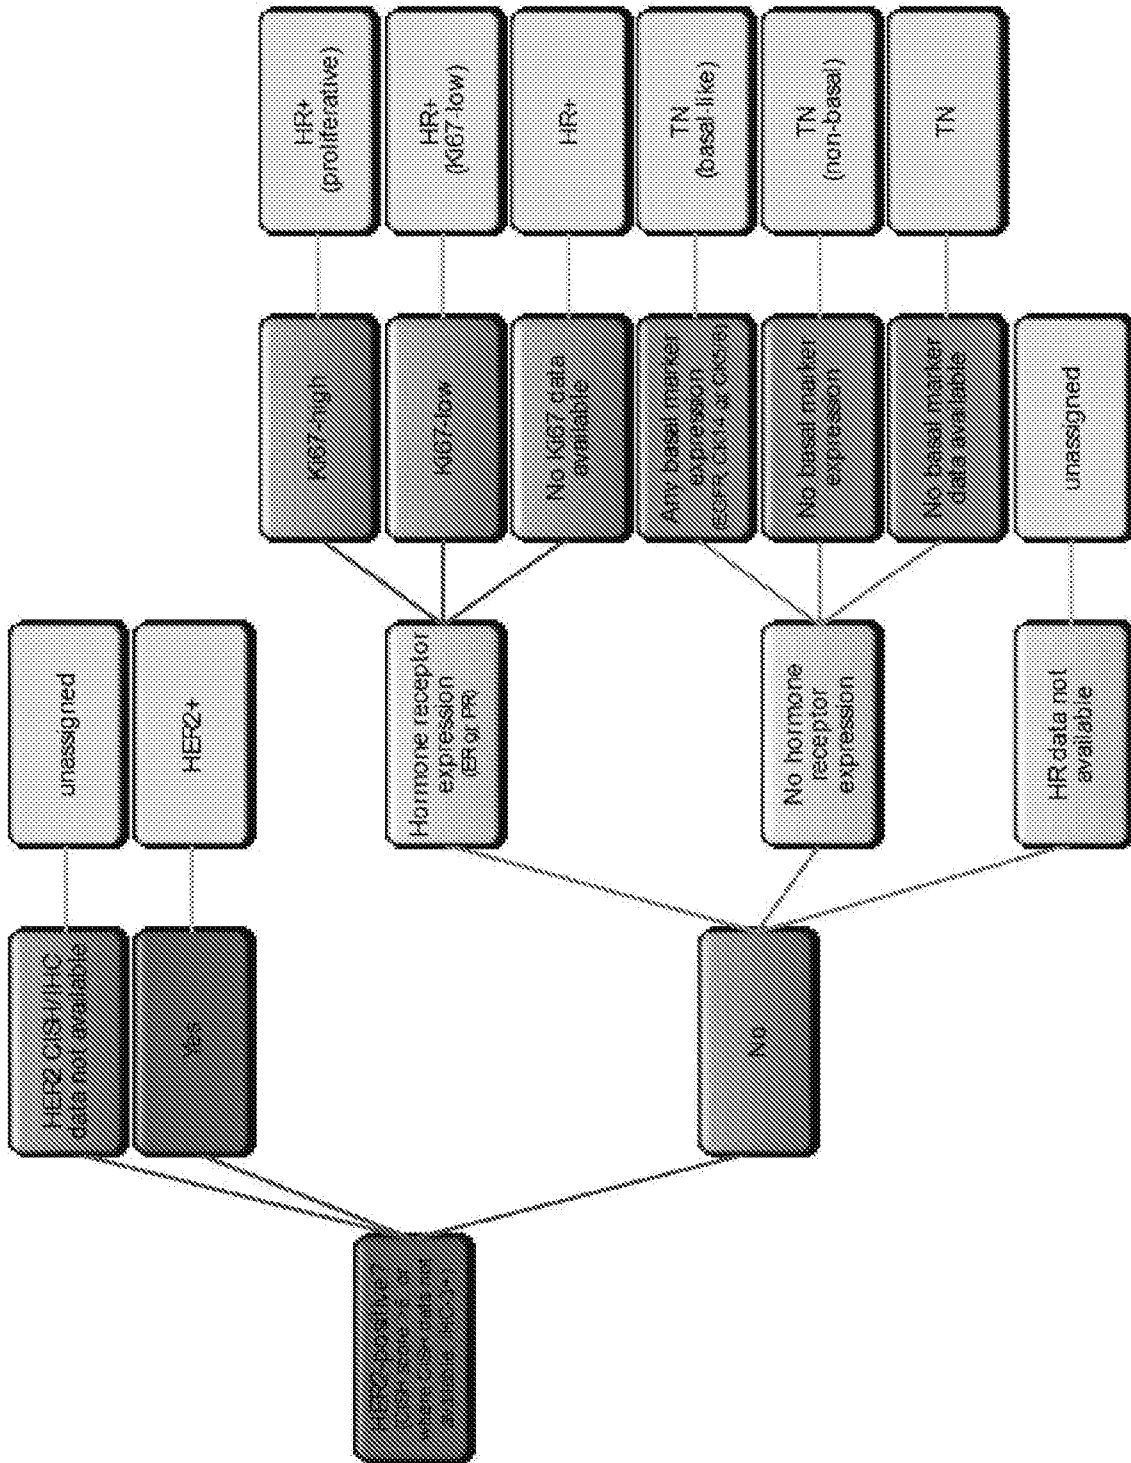 HER2-positive?
HER2 CISH/IHC
data not available
unassigned
Yes
HER2+
No
Hormone receptor
expression
(ER or PR)
Ki67-high
HR+
(proliferative)
Ki67-low
HR+
(Ki67-low)
No Ki67 data
available
HR+
No hormone
receptor
expression
Any basal marker
expression
TN
(basal like)
No basal marker
expression
TN
(non-basal)
No basal marker
data available
TN
HR data not
available
unassigned